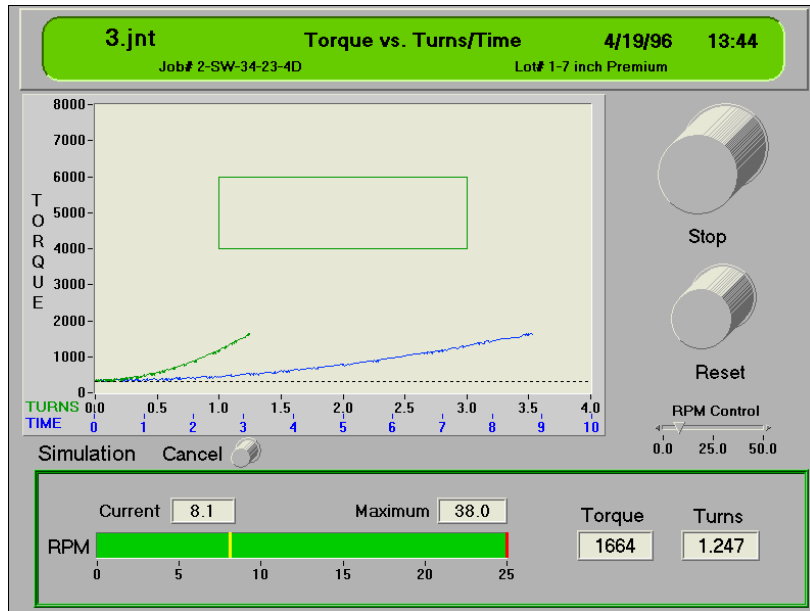 3.jnt Torque vs. Turns/Time 4/19/96 13:44
Job# 2-SW-34-23-4D Lot# 1-7 inch Premium
TORQUE
8000
7000
6000
5000
4000
3000
2000
1000
0
TURNS 0.0 0.5 1.0 1.5 2.0 2.5 3.0 3.5 4.0
TIME 0 1 2 3 4 5 6 7 8 9 10
Stop
Reset
RPM Control
0.0 25.0 50.0
Simulation Cancel
Current 8.1 Maximum 38.0
RPM
0 5 10 15 20 25
Torque Turns
1664 1.247